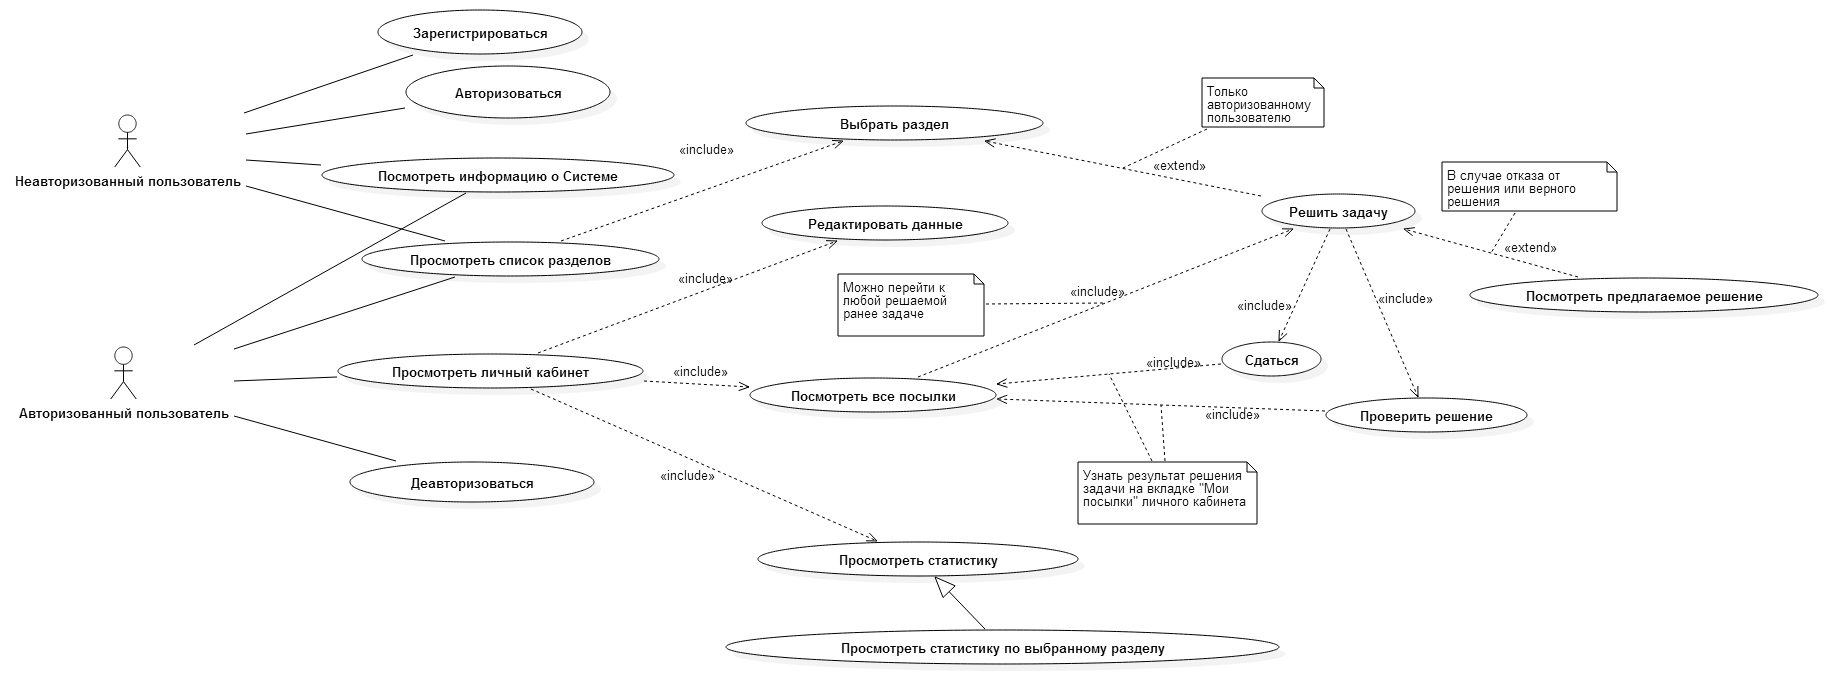 Зарегистрироваться
Авторизоваться
Только
авторизованному
пользователю
Выбрать раздел
«include»
«extend»
Неавторизованный пользователь
Посмотреть информацию о Системе
В случае отказа от
решения или верного
решения
Решить задачу
Редактировать данные
«extend»
Просмотреть список разделов
«include»
Можно перейти к
любой решаемой
ранее задаче
«include»
«include»
«include»
Посмотреть предлагаемое решение
Сдаться
«include»
Просмотреть личный кабинет
«include»
Авторизованный пользователь
Посмотреть все посылки
«include»
Проверить решение
Деавторизоваться
«include»
Узнать результат решения
задачи на вкладке "Мои
посылки" личного кабинета
Просмотреть статистику
Просмотреть статистику по выбранному разделу